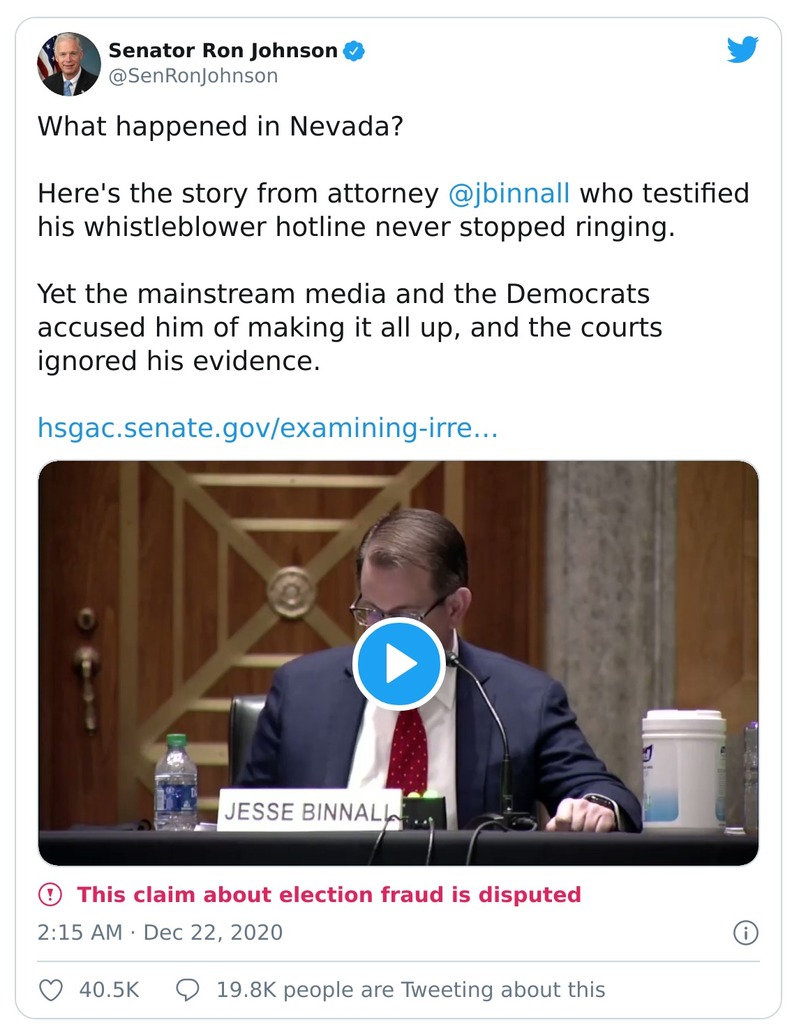 Senator Ron Johnson
@SenRonJohnson
What happened in Nevada?
Here's the story from attorney @jbinnall who testified
his whistleblower hotline never stopped ringing.
Yet the mainstream media and the Democrats
accused him of making it all up, and the courts
ignored his evidence.
hsgac.senate.gov/examining-irre…
JESSE BINNALL
This claim about election fraud is disputed
2:15 AM · Dec 22, 2020
40.5K 19.8K people are Tweeting about this